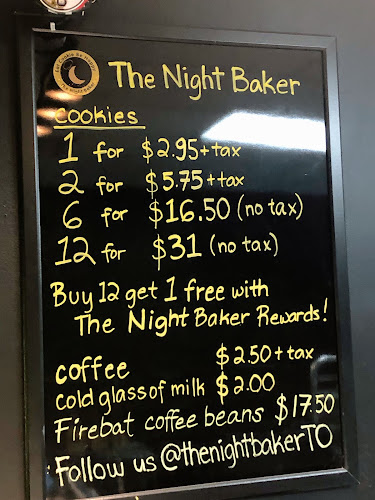 The Night Baker
Cookies
1 for $2.95+tax
2 for $5.75+tax
6 for $16.50 (no tax)
12 for $31 (no tax)
Buy 12 get 1 free with
The Night Baker Rewards!
coffee $2.50+tax
cold glass of milk $2.00
Firebat coffee beans $17.50
Follow us @thenightbakerTO